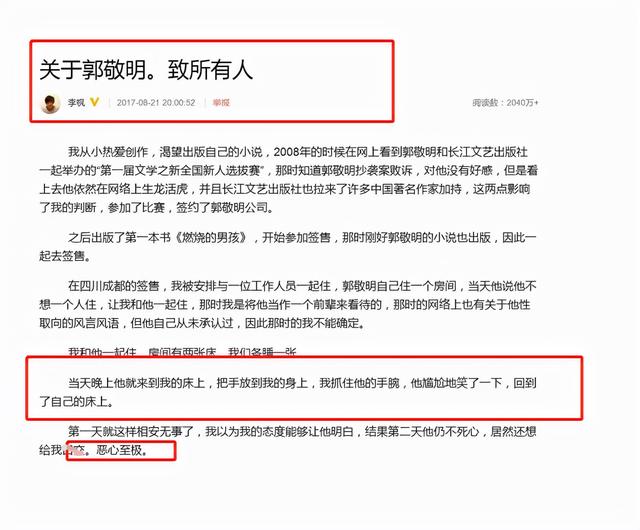 关于郭敬明。致所有人
李枫 2017-08-21 20:00:52 举报 阅读数：2040万+
我从小热爱创作，渴望出版自己的小说，2008年的时候在网上看到郭敬明和长江文艺出版社
一起举办的“第一届文学之新全国新人选拔赛”，那时知道郭敬明抄袭案败诉，对他没有好感，但是看
上去他依然在网络上生龙活虎，并且长江文艺出版社也拉来了许多中国著名作家加持，这两点影响
了我的判断，参加了比赛，签约了郭敬明公司。
之后出版了第一本书《燃烧的男孩》，开始参加签售，那时刚好郭敬明的小说也出版，因此一
起去签售。
在四川成都的签售，我被安排与一位工作人员一起住，郭敬明自己住一个房间，当天他说他不
想一个人住，让我和他一起住，那时我是将他当作一个前辈来看待的，那时的网络上也有关于他性
取向的风言风语，但他自己从未承认过，因此那时的我不能确定。
我和他一起住，房间有两张床，我们各睡一张。
当天晚上他就来到我的床上，把手放到我的身上，我抓住他的手腕，他尴尬地笑了一下，回到
了自己的床上。
第一天就这样相安无事了，我以为我的态度能够让他明白，结果第二天他仍不死心，居然还想
给我交。恶心至极。